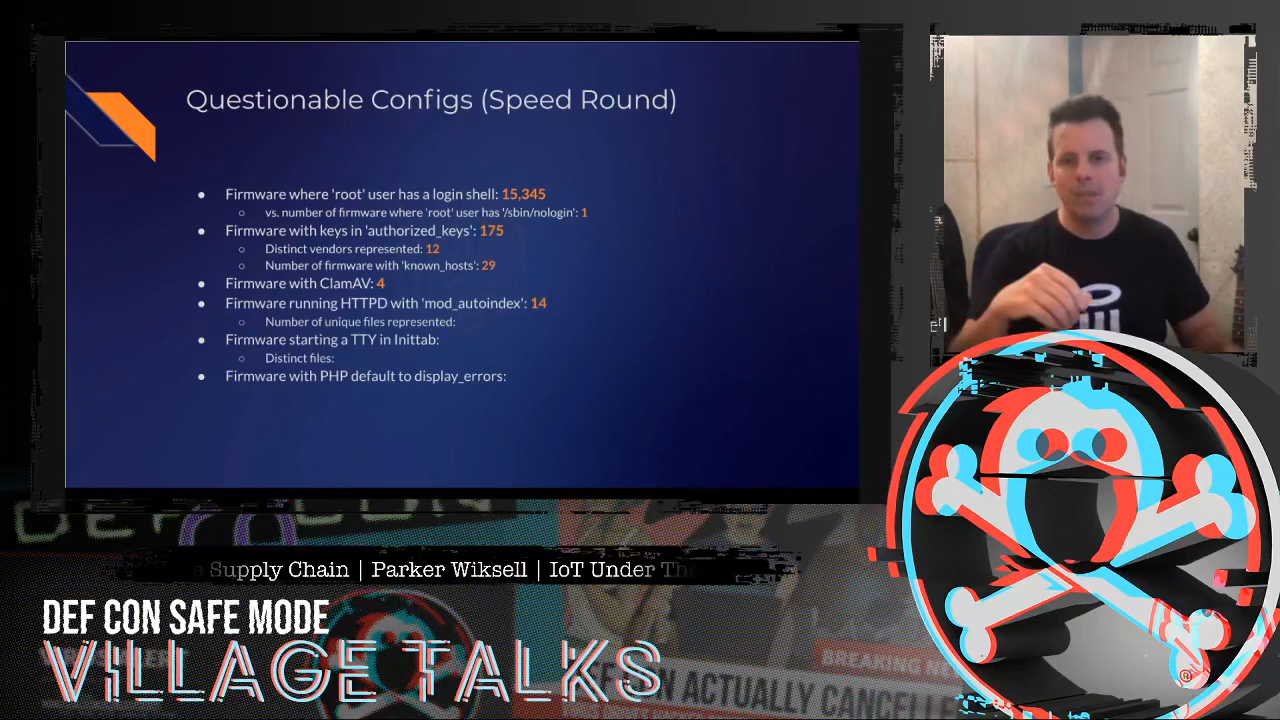 Questionable Configs (Speed Round)
● Firmware where 'root' user has a login shell: 15,345
○ vs. number of firmware where 'root' user has '/sbin/nologin': 1
● Firmware with keys in 'authorized_keys': 175
○ Distinct vendors represented: 12
○ Number of firmware with 'known_hosts': 29
● Firmware with ClamAV: 4
● Firmware running HTTPD with 'mod_autoindex': 14
○ Number of unique files represented:
● Firmware starting a TTY in Inittab:
○ Distinct files:
● Firmware with PHP default to display_errors:
DEF CON
Supply Chain | Parker Wiksell | IoT Under The
DEF CON SAFE MODE
VILLAGE TALKS
BREAKING NE
DEF CON ACTUALLY CANCELLE
®